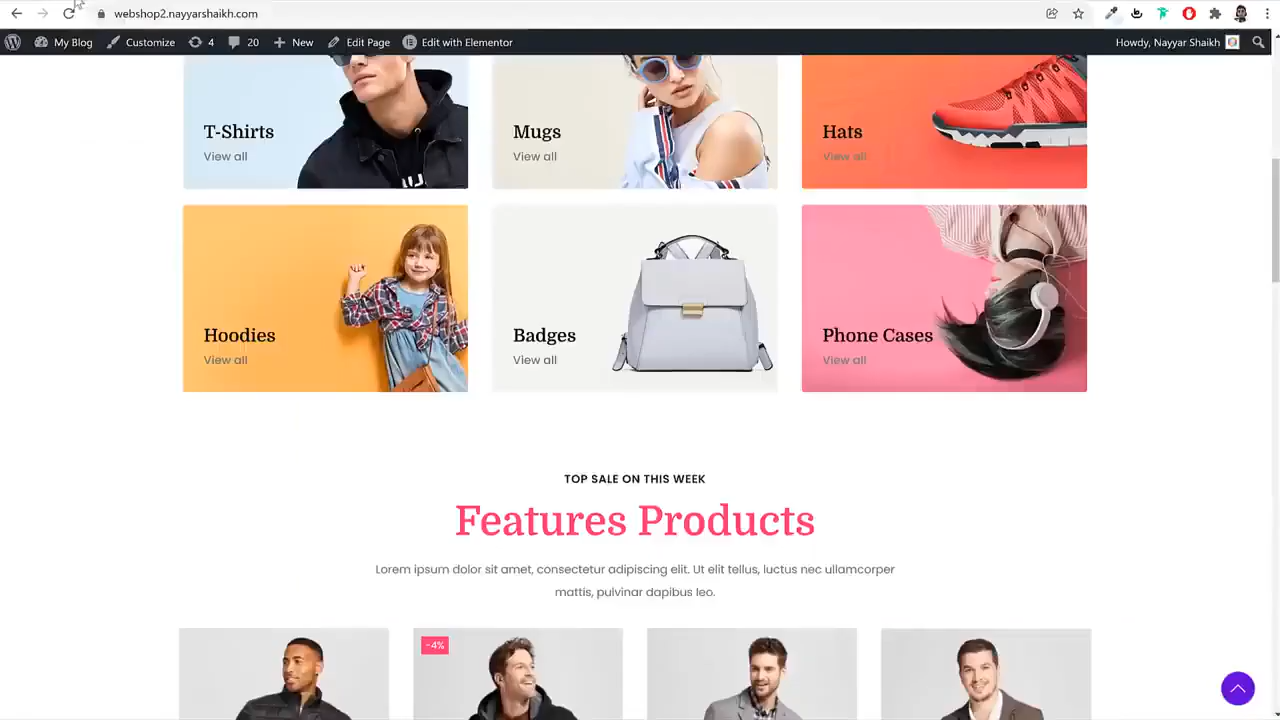 webshop2.nayyarshaikh.com
My Blog Customize 4 20 New Edit Page Edit with Elementor Howdy, Nayyar Shaikh
T-Shirts
View all
Mugs
View all
Hats
View all
Hoodies
View all
Badges
View all
Phone Cases
View all
TOP SALE ON THIS WEEK
Features Products
Lorem ipsum dolor sit amet, consectetur adipiscing elit. Ut elit tellus, luctus nec ullamcorper
mattis, pulvinar dapibus leo.
-4%